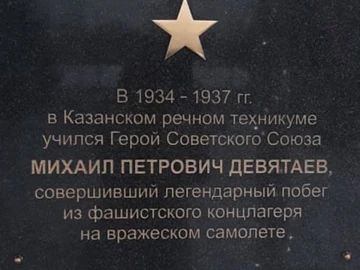 В 1934 - 1937 гг.
в Казанском речном техникуме
учился Герой Советского Союза
МИХАИЛ ПЕТРОВИЧ ДЕВЯТАЕВ,
совершивший легендарный побег
из фашистского концлагеря
на вражеском самолете